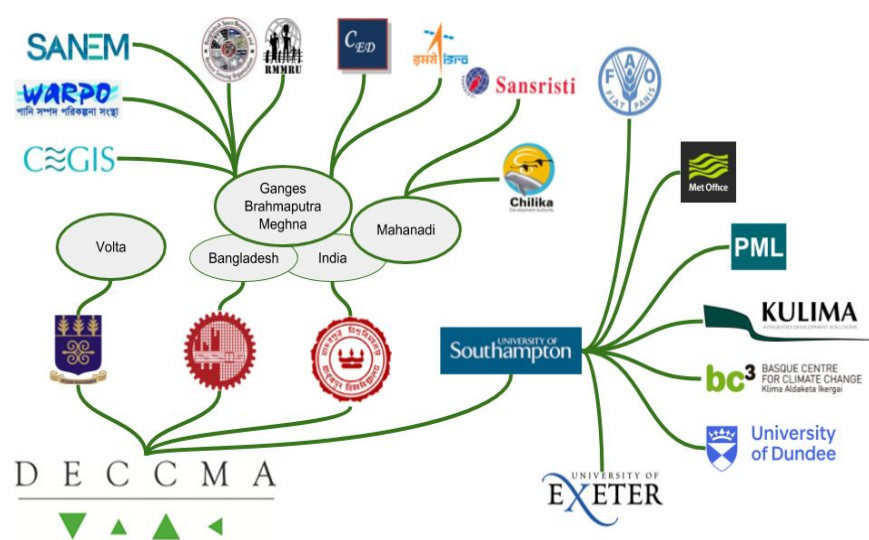 SANEM
WARPO
পানি সম্পদ পরিকল্পনা সংস্থা
CEGIS
RMMRU
CED
इसरो isro
Sansristi
FAO
FIAT PANIS
Met Office
Chilika
Development Authority
Ganges
Brahmaputra
Meghna
Mahanadi
Volta
Bangladesh
India
PML
KULIMA
INTEGRATED DEVELOPMENT SOLUTIONS
UNIVERSITY OF
Southampton
bc³ BASQUE CENTRE
FOR CLIMATE CHANGE
Klima Aldaketa Ikergai
University
of Dundee
UNIVERSITY OF
EXETER
DECCMA